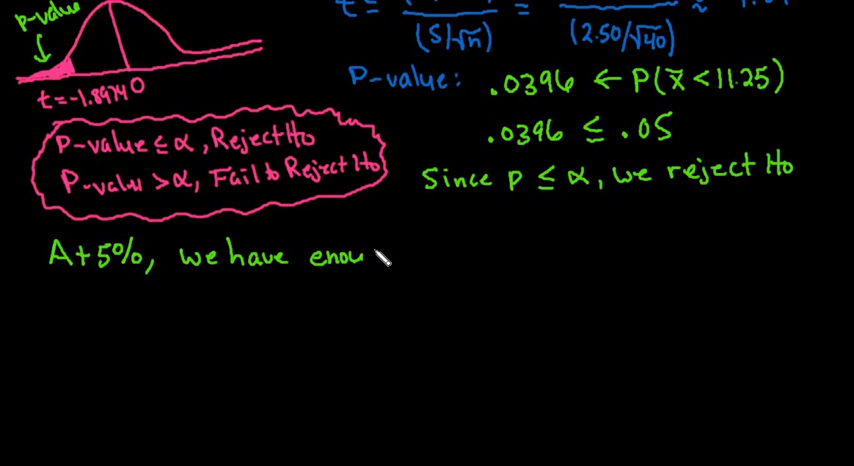 p-value
t = (S/√n) = (2.50/√40) ≈
t=-1.8974 0
P-value: .0396 ← P(x̄ < 11.25)
.0396 ≤ .05
Since p ≤ α, we reject Ho
P-value ≤ α, Reject Ho
P-value > α, Fail to Reject Ho
At 5%, we have enou